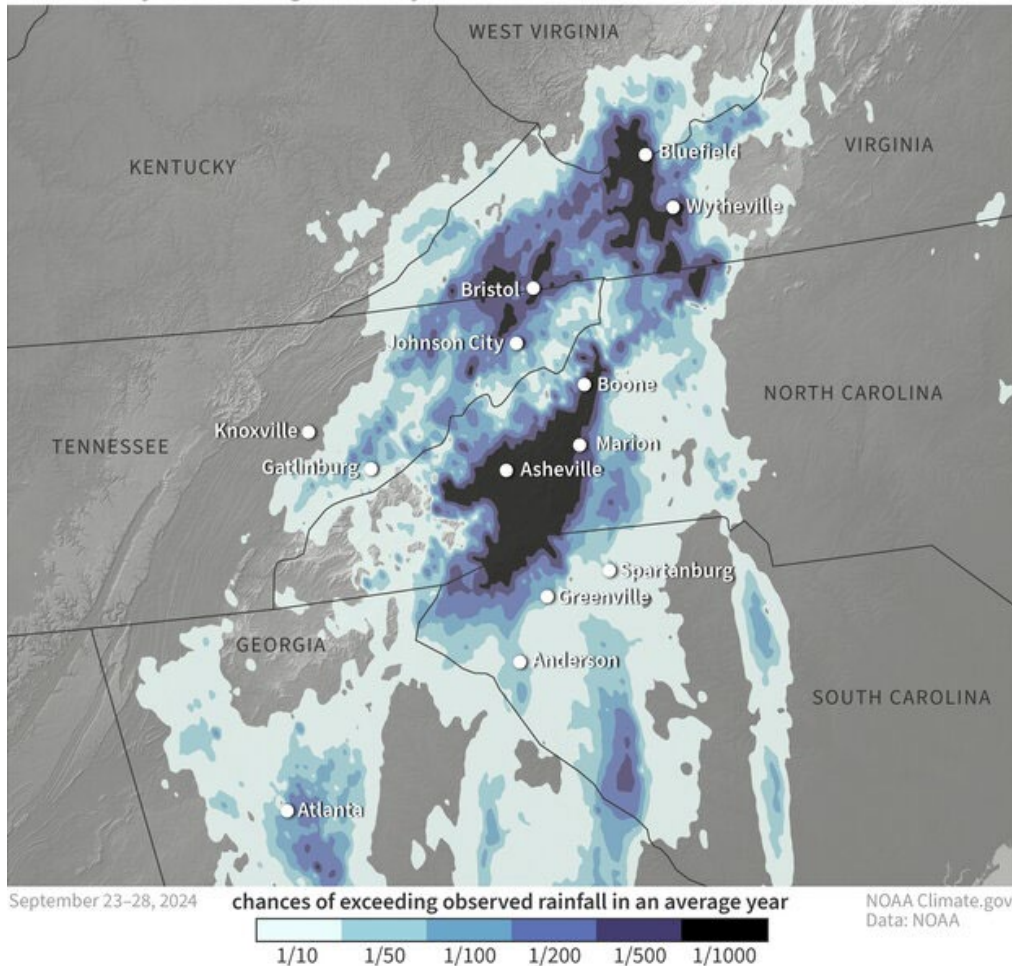 WEST VIRGINIA
KENTUCKY
VIRGINIA
Bluefield
Wytheville
Bristol
Johnson City
Boone
NORTH CAROLINA
Knoxville
Marion
TENNESSEE
Gatlinburg
Asheville
Spartanburg
Greenville
GEORGIA
Anderson
SOUTH CAROLINA
Atlanta
September 23–28, 2024
chances of exceeding observed rainfall in an average year
NOAA Climate.gov
Data: NOAA
1/10 1/50 1/100 1/200 1/500 1/1000